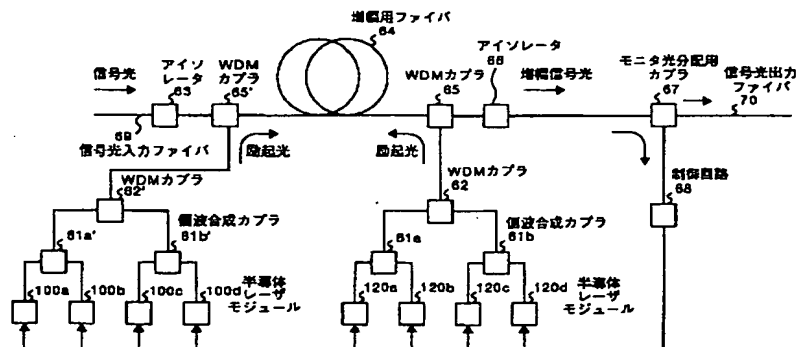 増幅用ファイバ
64
アイソレータ
66
アイソ
レータ
63
WDM
カプラ
65'
信号光
WDMカプラ
65
増幅信号光
モニタ光分配用
カプラ
67
信号光出力
ファイバ
70
69
信号光入力ファイバ
励起光
励起光
WDMカプラ
62'
WDMカプラ
62
制御回路
68
61a'
偏波合成カプラ
61b'
61a
偏波合成カプラ
61b
100a
100b
100c
100d
半導体
レーザ
モジュール
120a
120b
120c
120d
半導体
レーザ
モジュール